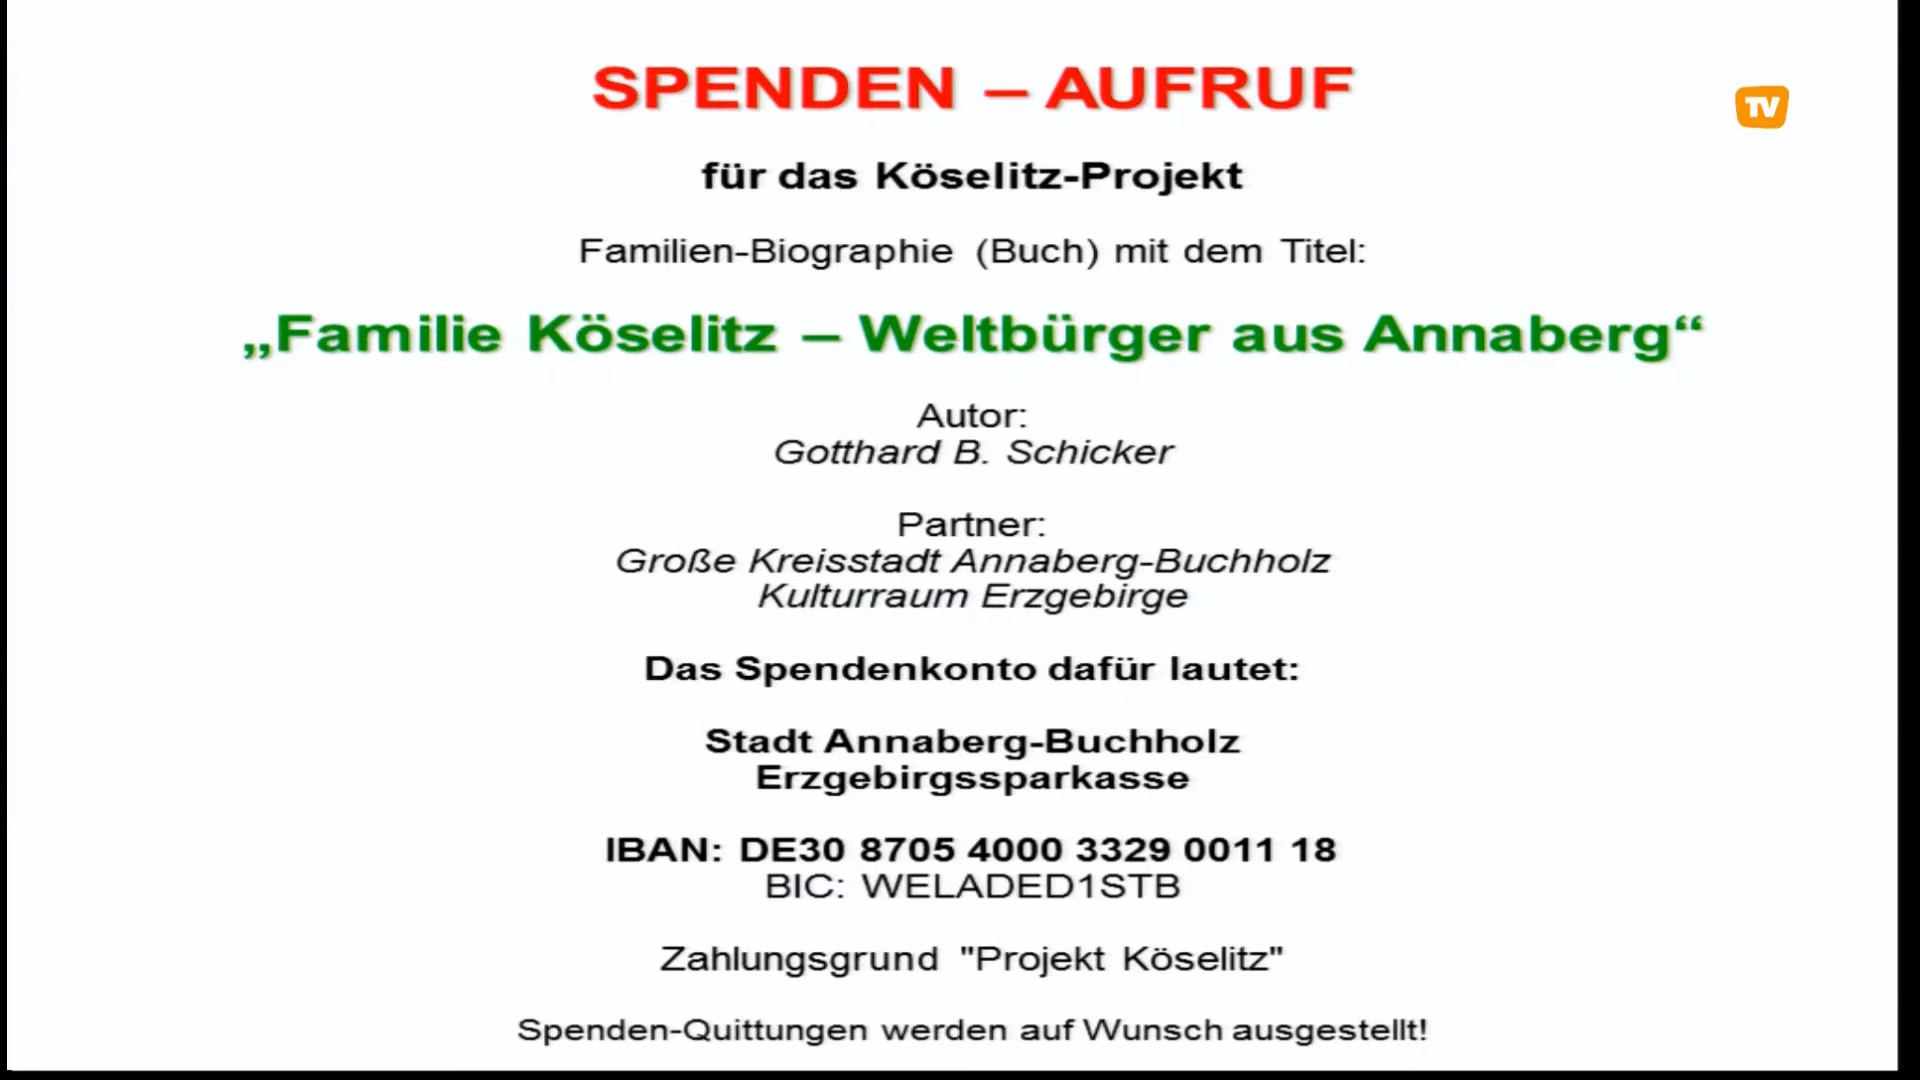 SPENDEN – AUFRUF
TV
für das Köselitz-Projekt
Familien-Biographie (Buch) mit dem Titel:
„Familie Köselitz – Weltbürger aus Annaberg“
Autor:
Gotthard B. Schicker
Partner:
Große Kreisstadt Annaberg-Buchholz
Kulturraum Erzgebirge
Das Spendenkonto dafür lautet:
Stadt Annaberg-Buchholz
Erzgebirgssparkasse
IBAN: DE30 8705 4000 3329 0011 18
BIC: WELADED1STB
Zahlungsgrund "Projekt Köselitz"
Spenden-Quittungen werden auf Wunsch ausgestellt!